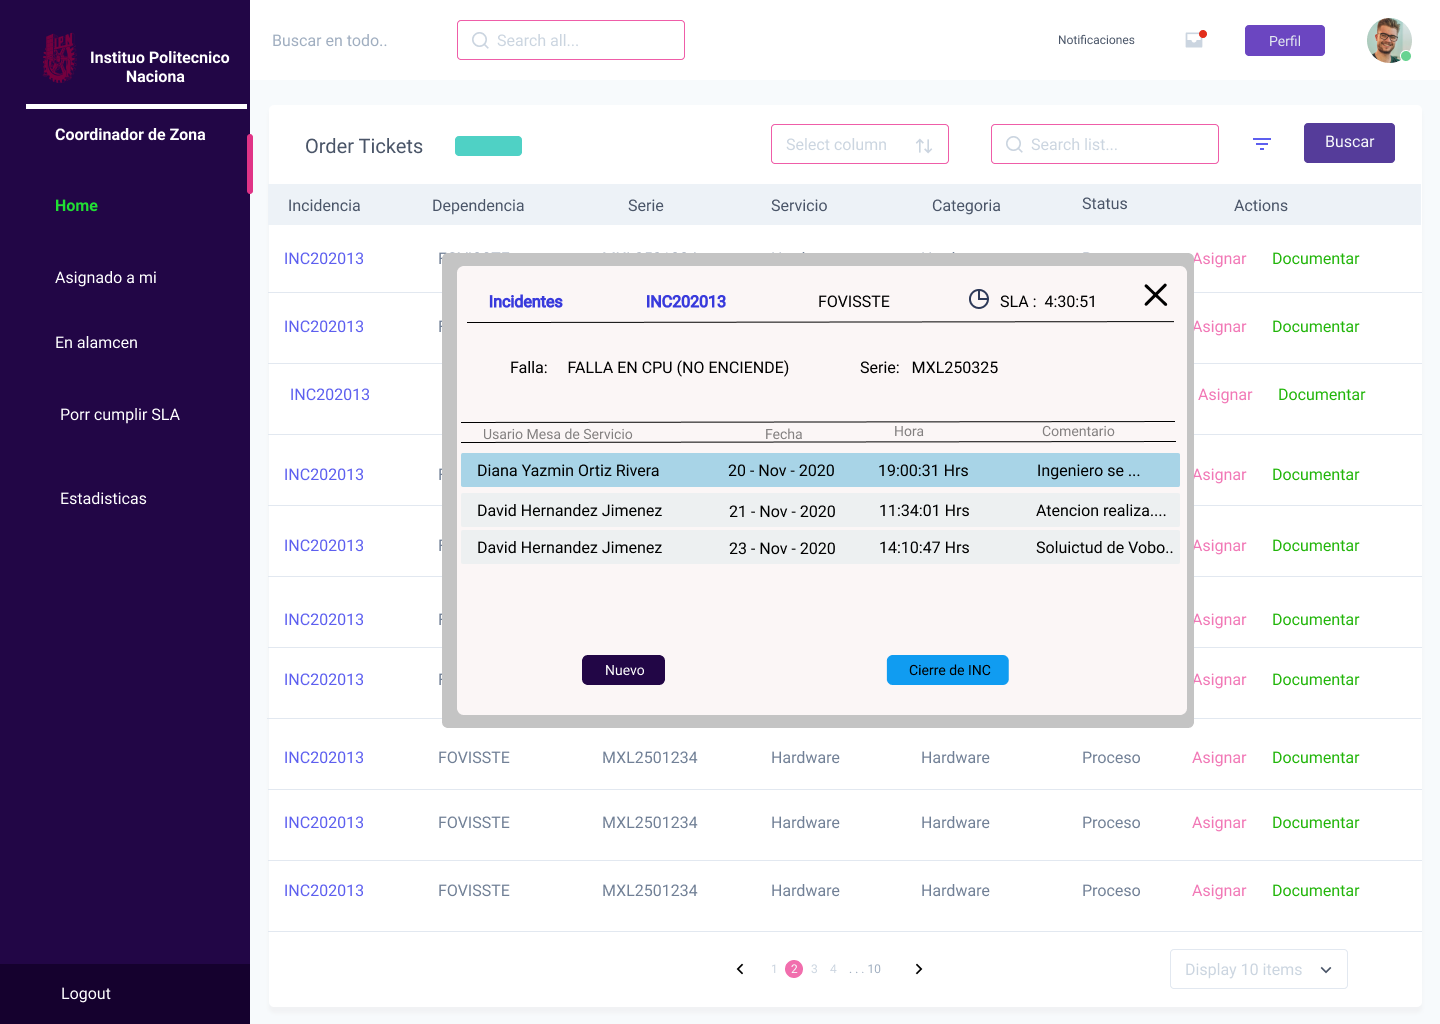 Instituo Politecnico
Naciona
Coordinador de Zona
Home
Asignado a mi
En alamcen
Porr cumplir SLA
Estadisticas
Logout
Buscar en todo..
Search all...
Notificaciones
Perfil
Order Tickets
Select column
Search list...
Buscar
Incidencia Dependencia Serie Servicio Categoria Status Actions
INC202013 Asignar Documentar
INC202013 Asignar Documentar
INC202013 Asignar Documentar
INC202013 Asignar Documentar
INC202013 Asignar Documentar
INC202013 Asignar Documentar
INC202013 Asignar Documentar
INC202013 FOVISSTE MXL2501234 Hardware Hardware Proceso Asignar Documentar
INC202013 FOVISSTE MXL2501234 Hardware Hardware Proceso Asignar Documentar
INC202013 FOVISSTE MXL2501234 Hardware Hardware Proceso Asignar Documentar
Incidentes INC202013 FOVISSTE SLA : 4:30:51
Falla: FALLA EN CPU (NO ENCIENDE) Serie: MXL250325
Usario Mesa de Servicio Fecha Hora Comentario
Diana Yazmin Ortiz Rivera 20 - Nov - 2020 19:00:31 Hrs Ingeniero se ...
David Hernandez Jimenez 21 - Nov - 2020 11:34:01 Hrs Atencion realiza....
David Hernandez Jimenez 23 - Nov - 2020 14:10:47 Hrs Soluictud de Vobo..
Nuevo Cierre de INC
1 2 3 4 . . . 10
Display 10 items